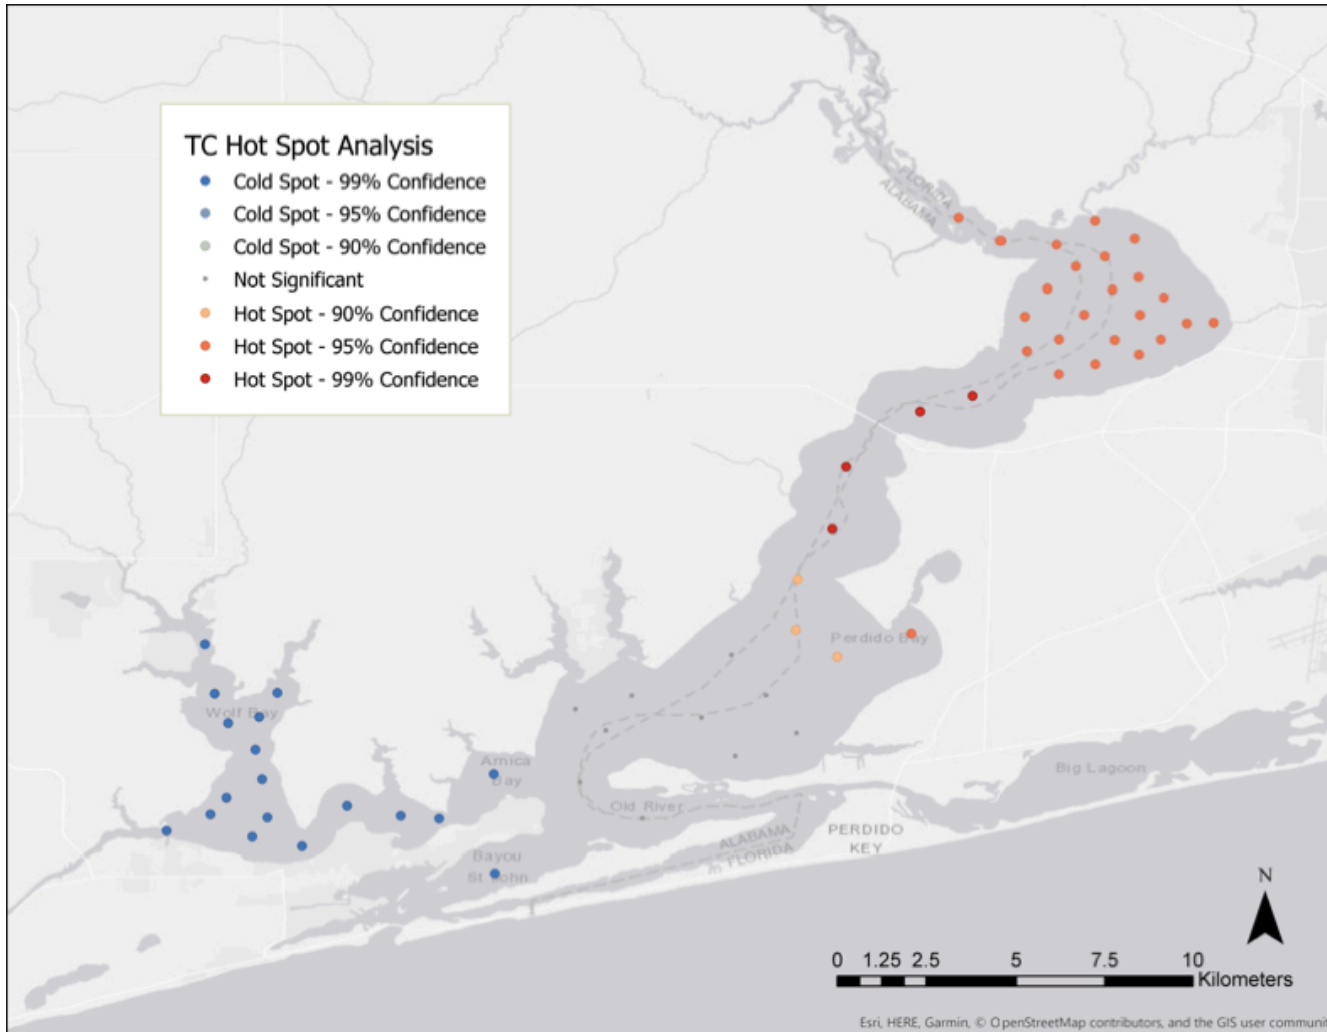 TC Hot Spot Analysis
Cold Spot - 99% Confidence
Cold Spot - 95% Confidence
Cold Spot - 90% Confidence
Not Significant
Hot Spot - 90% Confidence
Hot Spot - 95% Confidence
Hot Spot - 99% Confidence
FLORIDA
ALABAMA
Perdido Bay
Wolf Bay
Arnica
Bay
Big Lagoon
Old River
ALABAMA
FLORIDA
PERDIDO
KEY
Bayou
St John
N
0 1.25 2.5 5 7.5 10
Kilometers
Esri, HERE, Garmin, © OpenStreetMap contributors, and the GIS user communit